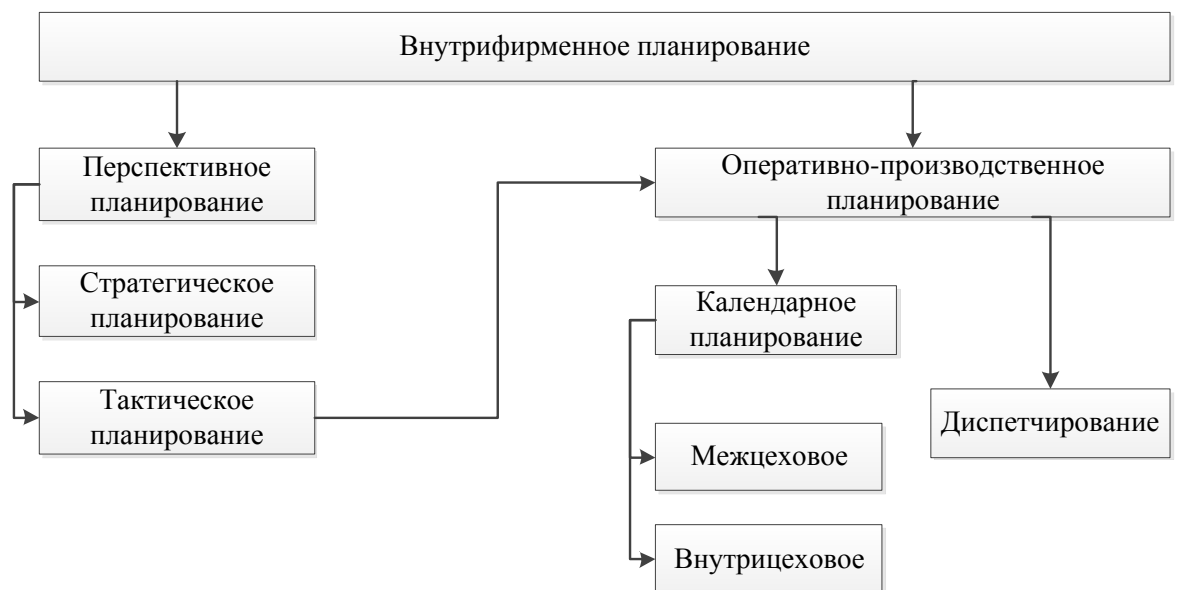 Внутрифирменное планирование
Перспективное
планирование
Оперативно-производственное
планирование
Стратегическое
планирование
Календарное
планирование
Тактическое
планирование
Диспетчирование
Межцеховое
Внутрицеховое